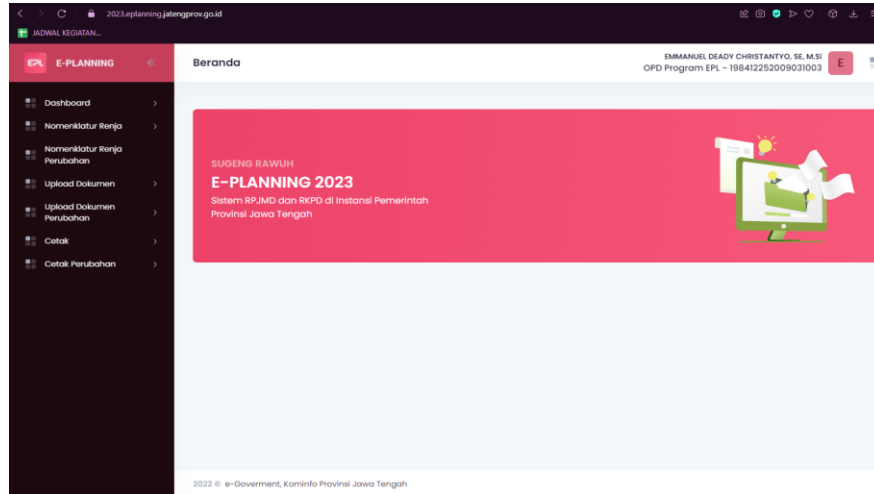 2023.eplanning.jatengprov.go.id
JADWAL KEGIATAN...
EPL E-PLANNING
Beranda
EMMANUEL DEADY CHRISTANTYO, SE, M.Si
OPD Program EPL - 198412252009031003
E
Dashboard
Nomenklatur Renja
Nomenklatur Renja
Perubahan
Upload Dokumen
Upload Dokumen
Perubahan
Cetak
Cetak Perubahan
SUGENG RAWUH
E-PLANNING 2023
Sistem RPJMD dan RKPD di Instansi Pemerintah
Provinsi Jawa Tengah
2022 © e-Goverment, Kominfo Provinsi Jawa Tengah